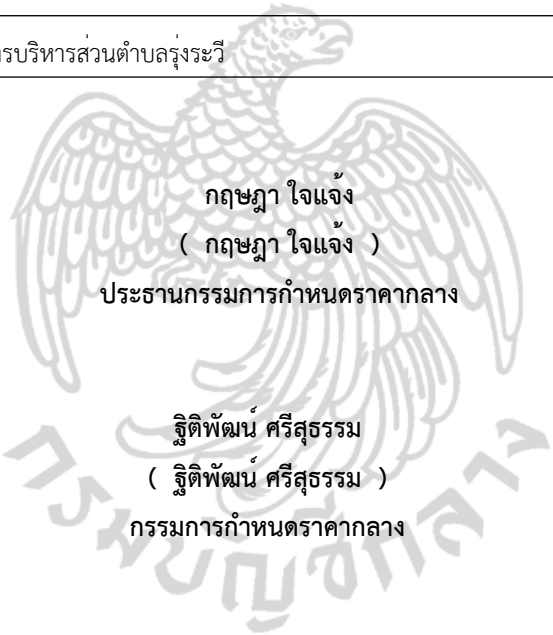 รบริหารส่วนตำบลรุ่งระวี
กฤษฎา ใจแจ้ง
( กฤษฎา ใจแจ้ง )
ประธานกรรมการกำหนดราคากลาง
ฐิติพัฒน์ ศรีสุธรรม
( ฐิติพัฒน์ ศรีสุธรรม )
กรรมการกำหนดราคากลาง
กรมบัญชีกลาง